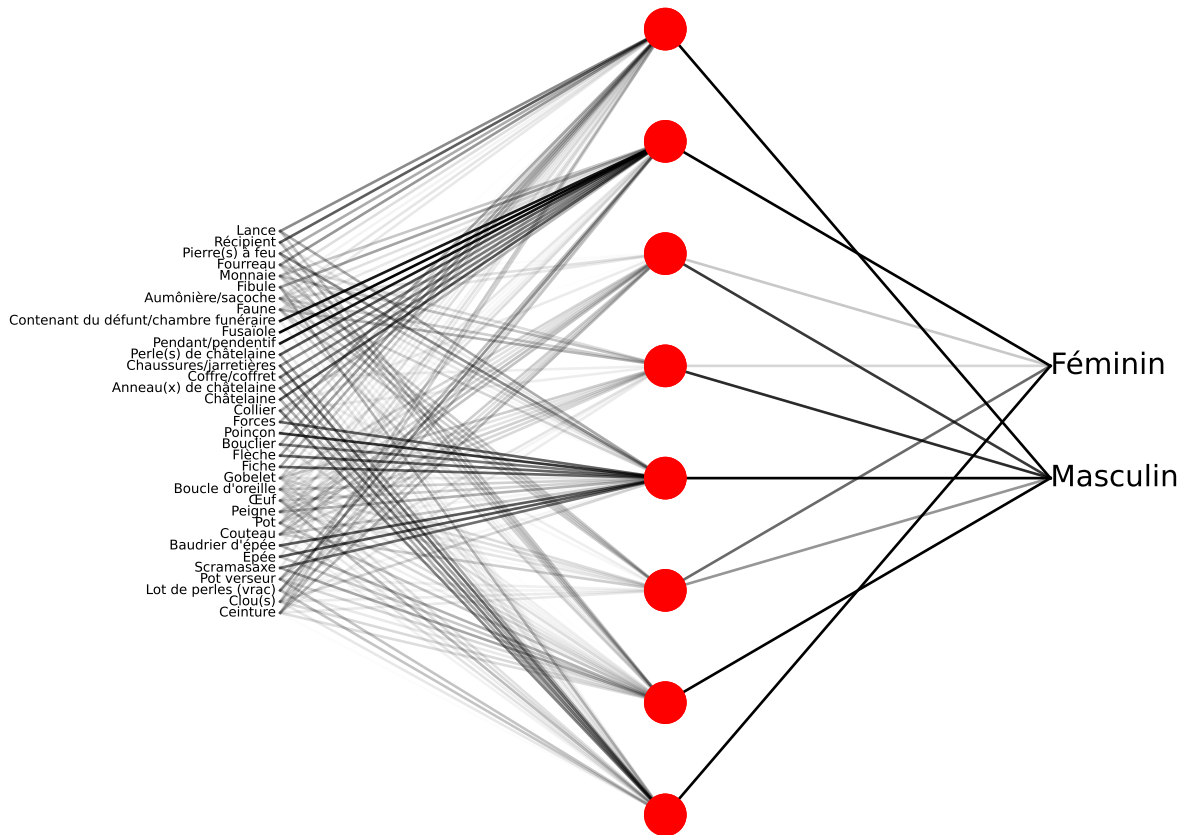 Lance
Récipient
Pierre(s) à feu
Fourreau
Monnaie
Fibule
Aumônière/sacoche
Faune
Contenant du défunt/chambre funéraire
Fusaïole
Pendant/pendentif
Perle(s) de châtelaine
Chaussures/jarretières
Coffre/coffret
Anneau(x) de châtelaine
Châtelaine
Collier
Forces
Poinçon
Bouclier
Flèche
Fiche
Gobelet
Boucle d'oreille
Œuf
Peigne
Pot
Couteau
Baudrier d'épée
Épée
Scramasaxe
Pot verseur
Lot de perles (vrac)
Clou(s)
Ceinture
Féminin
Masculin